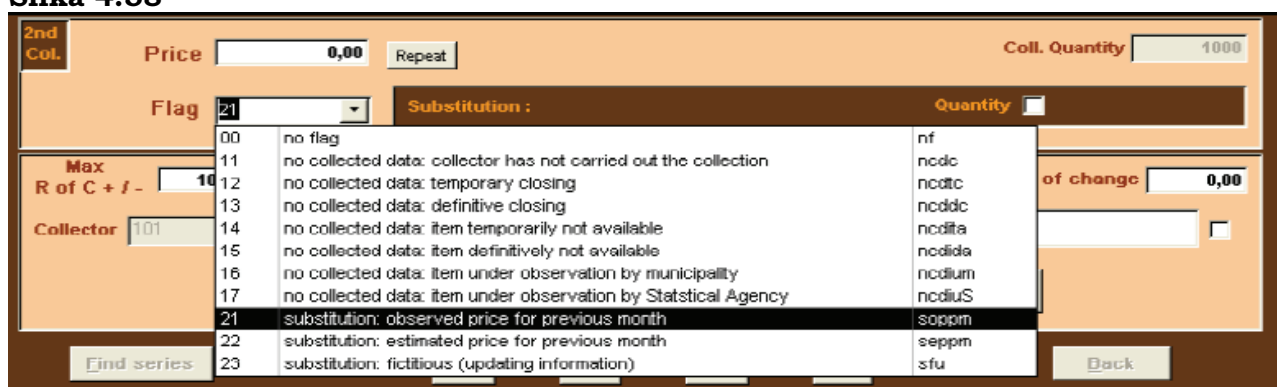 Slika 4.38
2nd Col. Price 0,00 Repeat Coll. Quantity 1000
Flag 21 Substitution : Quantity
00 no flag nf
11 no collected data: collector has not carried out the collection ncdc
12 no collected data: temporary closing ncdtc
13 no collected data: definitive closing ncddc
14 no collected data: item temporarily not available ncdita
15 no collected data: item definitively not available ncdida
16 no collected data: item under observation by municipality ncdium
17 no collected data: item under observation by Statstical Agency ncdiuS
21 substitution: observed price for previous month soppm
22 substitution: estimated price for previous month seppm
23 substitution: fictitious (updating information) sfu
Max
R of C + / - 10 of change 0,00
Collector 101
Find series Back